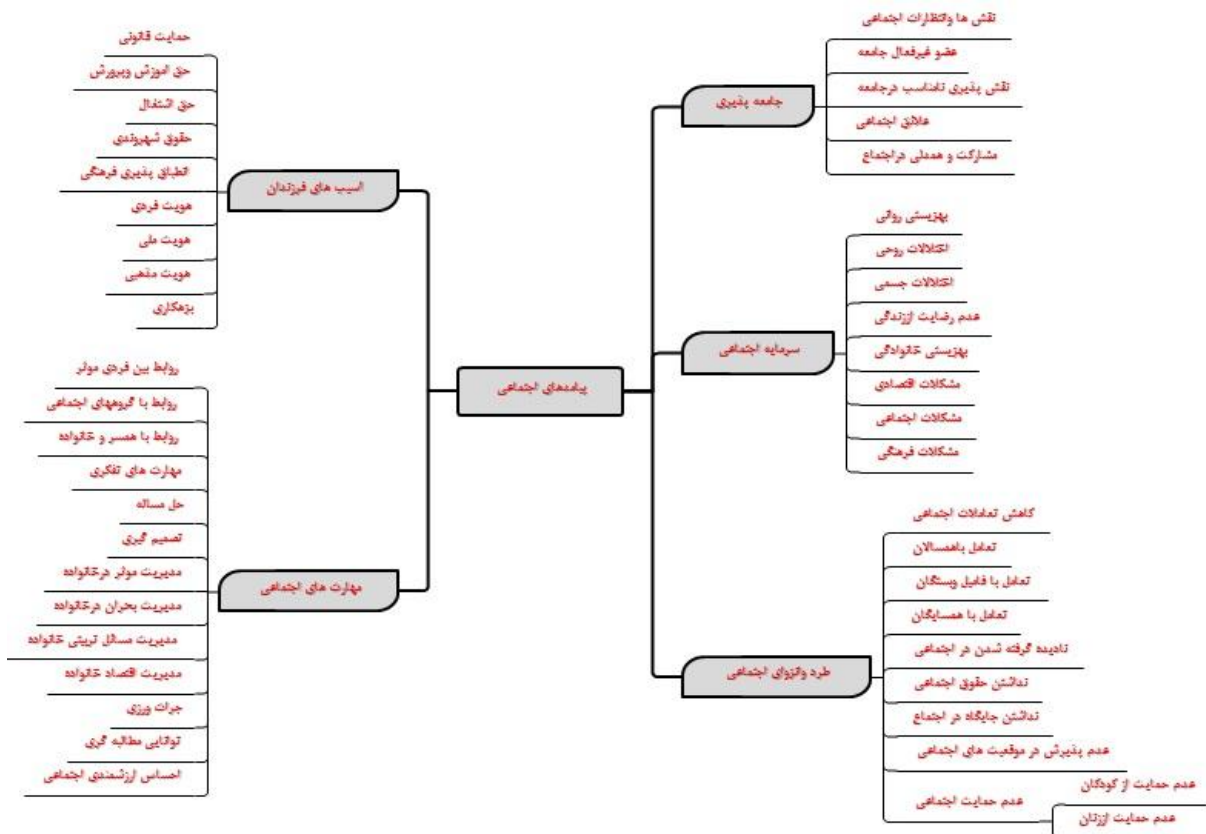 پیامدهای اجتماعی
جامعه پذیری
نقش ها وانتظارات اجتماعی
عضو غیرفعال جامعه
نقش پذیری نامناسب درجامعه
علائق اجتماعی
مشارکت و همدلی دراجتماع
سرمایه اجتماعی
بهزیستی روانی
اختلالات روحی
اختلالات جسمی
عدم رضایت اززندگی
بهزیستی خانوادگی
مشکلات اقتصادی
مشکلات اجتماعی
مشکلات فرهنگی
طرد وانزوای اجتماعی
کاهش تعاملات اجتماعی
تعامل باهمسالان
تعامل با فامیل وبستگان
تعامل با همسایگان
نادیده گرفته شدن در اجتماعی
نداشتن حقوق اجتماعی
نداشتن جایگاه در اجتماع
عدم پذیرش در موقعیت های اجتماعی
عدم حمایت اجتماعی
عدم حمایت از کودکان
عدم حمایت اززنان
آسیب های فرزندان
حمایت قانونی
حق آموزش وپرورش
حق اشتغال
حقوق شهروندی
انطباق پذیری فرهنگی
هویت فردی
هویت ملی
هویت مذهبی
بزهکاری
مهارت های اجتماعی
روابط بین فردی موثر
روابط با گروههای اجتماعی
روابط با همسر و خانواده
مهارت های تفکری
حل مساله
تصمیم گیری
مدیریت موثر درخانواده
مدیریت بحران درخانواده
مدیریت مسائل تربیتی خانواده
مدیریت اقتصاد خانواده
جرات ورزی
توانایی مطالبه گری
احساس ارزشمندی اجتماعی